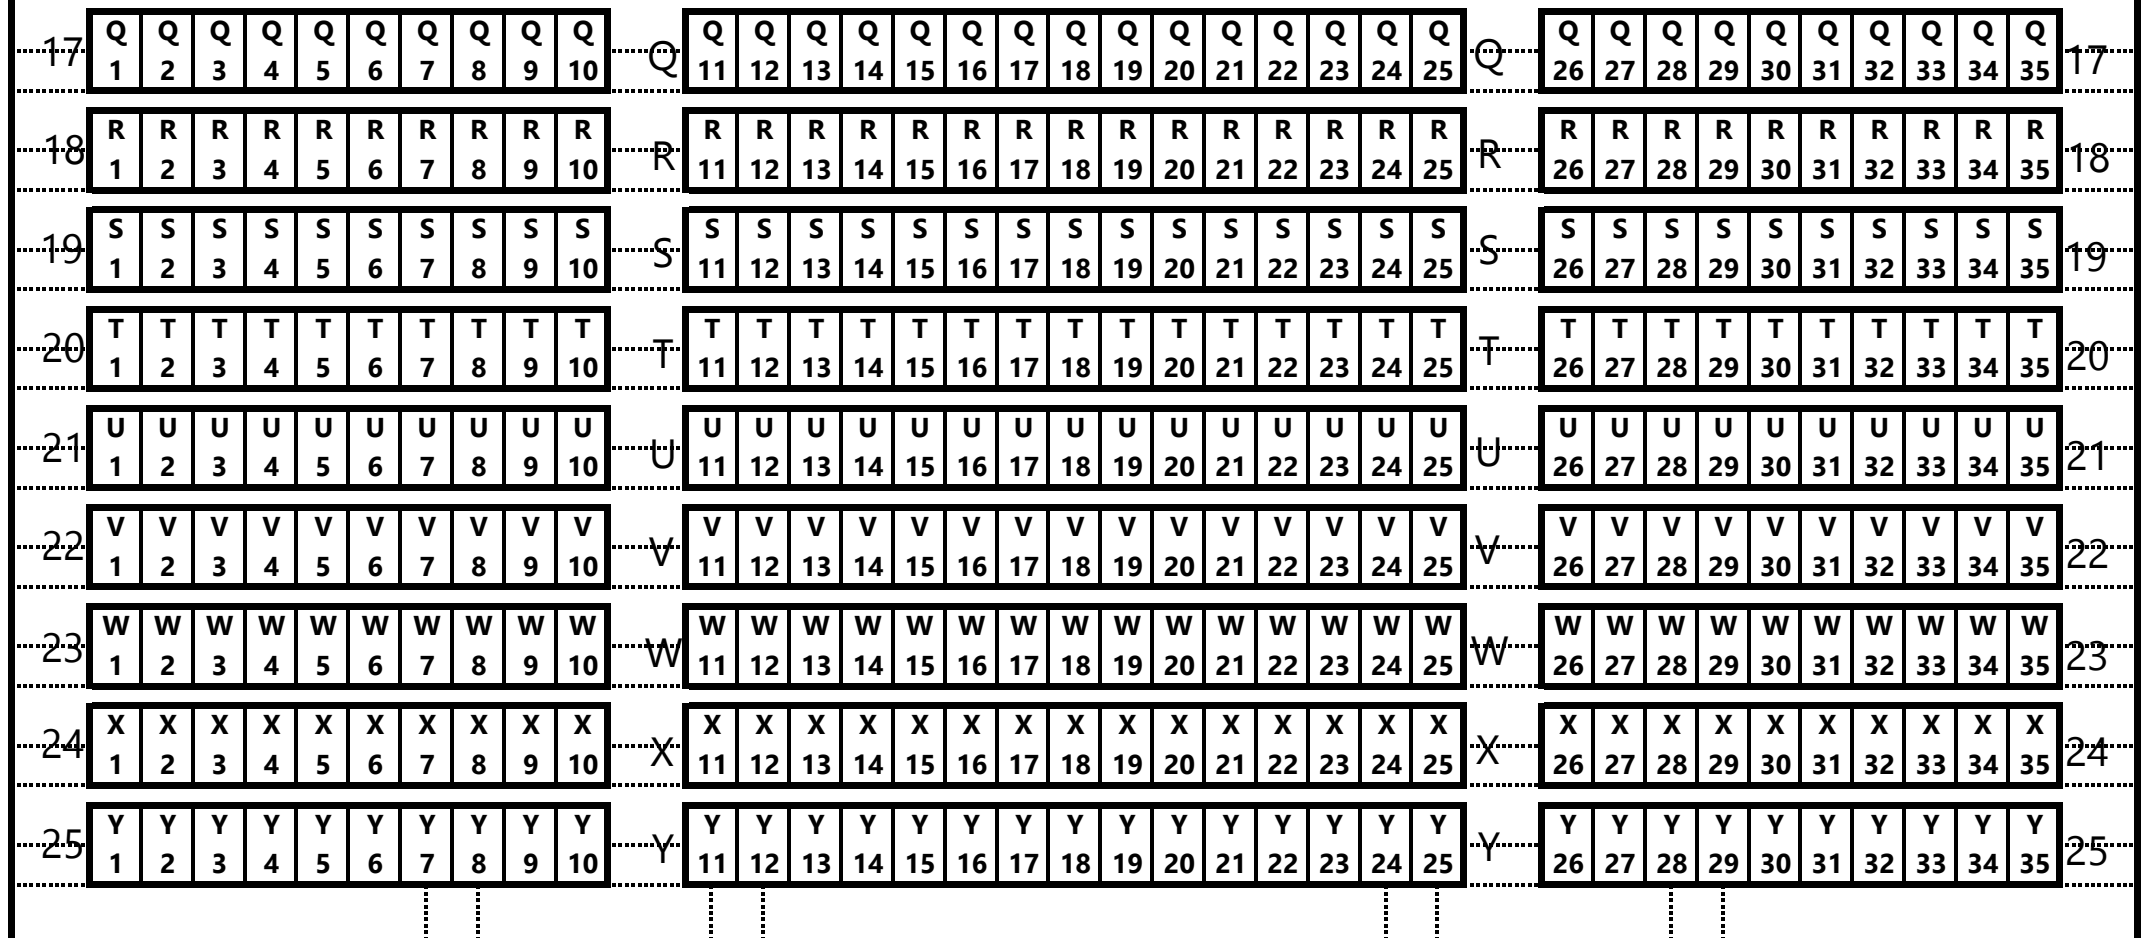 Q Q Q Q Q Q Q Q Q Q Q Q Q Q Q Q Q Q Q Q Q Q Q Q Q Q Q Q Q Q Q Q Q Q Q
17 1 2 3 4 5 6 7 8 9 10 Q 11 12 13 14 15 16 17 18 19 20 21 22 23 24 25 Q 26 27 28 29 30 31 32 33 34 35 17
R R R R R R R R R R R R R R R R R R R R R R R R R R R R R R R R R R R
18 1 2 3 4 5 6 7 8 9 10 R 11 12 13 14 15 16 17 18 19 20 21 22 23 24 25 R 26 27 28 29 30 31 32 33 34 35 18
S S S S S S S S S S S S S S S S S S S S S S S S S S S S S S S S S S S
19 1 2 3 4 5 6 7 8 9 10 S 11 12 13 14 15 16 17 18 19 20 21 22 23 24 25 S 26 27 28 29 30 31 32 33 34 35 19
T T T T T T T T T T T T T T T T T T T T T T T T T T T T T T T T T T T
20 1 2 3 4 5 6 7 8 9 10 T 11 12 13 14 15 16 17 18 19 20 21 22 23 24 25 T 26 27 28 29 30 31 32 33 34 35 20
U U U U U U U U U U U U U U U U U U U U U U U U U U U U U U U U U U U
21 1 2 3 4 5 6 7 8 9 10 U 11 12 13 14 15 16 17 18 19 20 21 22 23 24 25 U 26 27 28 29 30 31 32 33 34 35 21
V V V V V V V V V V V V V V V V V V V V V V V V V V V V V V V V V V V
22 1 2 3 4 5 6 7 8 9 10 V 11 12 13 14 15 16 17 18 19 20 21 22 23 24 25 V 26 27 28 29 30 31 32 33 34 35 22
W W W W W W W W W W W W W W W W W W W W W W W W W W W W W W W W W W W
23 1 2 3 4 5 6 7 8 9 10 W 11 12 13 14 15 16 17 18 19 20 21 22 23 24 25 W 26 27 28 29 30 31 32 33 34 35 23
X X X X X X X X X X X X X X X X X X X X X X X X X X X X X X X X X X X
24 1 2 3 4 5 6 7 8 9 10 X 11 12 13 14 15 16 17 18 19 20 21 22 23 24 25 X 26 27 28 29 30 31 32 33 34 35 24
Y Y Y Y Y Y Y Y Y Y Y Y Y Y Y Y Y Y Y Y Y Y Y Y Y Y Y Y Y Y Y Y Y Y Y
25 1 2 3 4 5 6 7 8 9 10 Y 11 12 13 14 15 16 17 18 19 20 21 22 23 24 25 Y 26 27 28 29 30 31 32 33 34 35 25